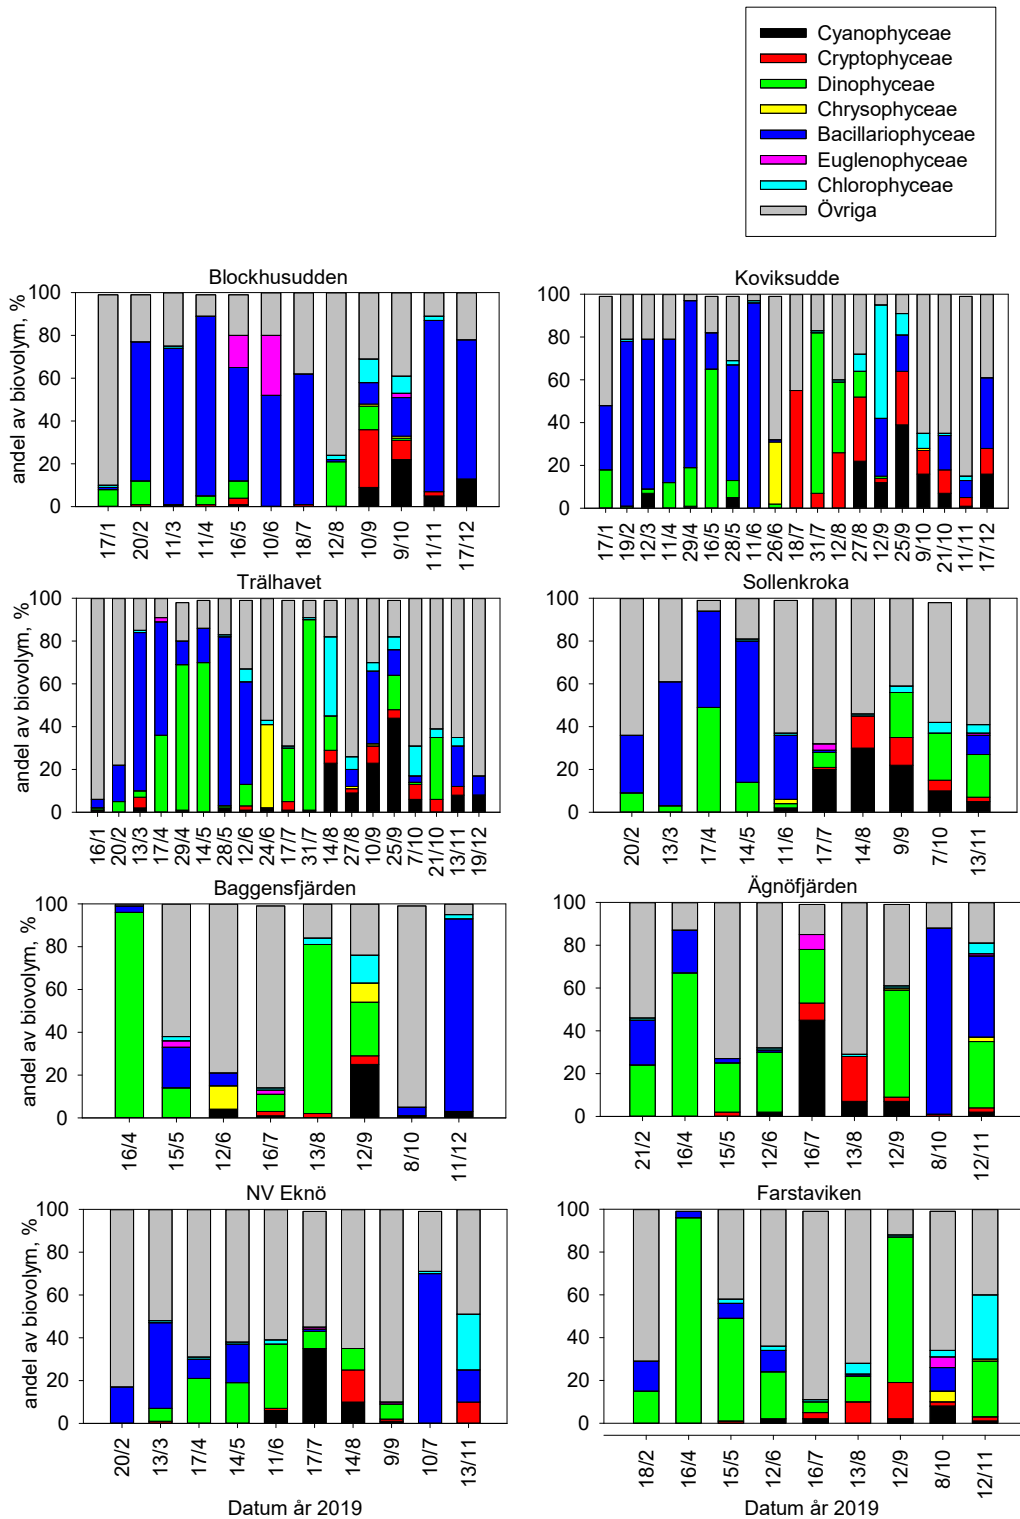 Cyanophyceae
Cryptophyceae
Dinophyceae
Chrysophyceae
Bacillariophyceae
Euglenophyceae
Chlorophyceae
Övriga
Blockhusudden
andel av biovolym, %
100
80
60
40
20
0
17/1 20/2 11/3 11/4 16/5 10/6 18/7 12/8 10/9 9/10 11/11 17/12
Koviksudde
100
80
60
40
20
0
17/1 19/2 12/3 11/4 29/4 16/5 28/5 11/6 26/6 18/7 31/7 12/8 27/8 12/9 25/9 9/10 21/10 11/11 17/12
Trälhavet
andel av biovolym, %
100
80
60
40
20
0
16/1 20/2 13/3 17/4 29/4 14/5 28/5 12/6 24/6 17/7 31/7 14/8 27/8 10/9 25/9 7/10 21/10 13/11 19/12
Sollenkroka
100
80
60
40
20
0
20/2 13/3 17/4 14/5 11/6 17/7 14/8 9/9 7/10 13/11
Baggensfjärden
andel av biovolym, %
100
80
60
40
20
0
16/4 15/5 12/6 16/7 13/8 12/9 8/10 11/12
Ägnöfjärden
100
80
60
40
20
0
21/2 16/4 15/5 12/6 16/7 13/8 12/9 8/10 12/11
NV Eknö
andel av biovolym, %
100
80
60
40
20
0
20/2 13/3 17/4 14/5 11/6 17/7 14/8 9/9 10/7 13/11
Datum år 2019
Farstaviken
100
80
60
40
20
0
18/2 16/4 15/5 12/6 16/7 13/8 12/9 8/10 12/11
Datum år 2019